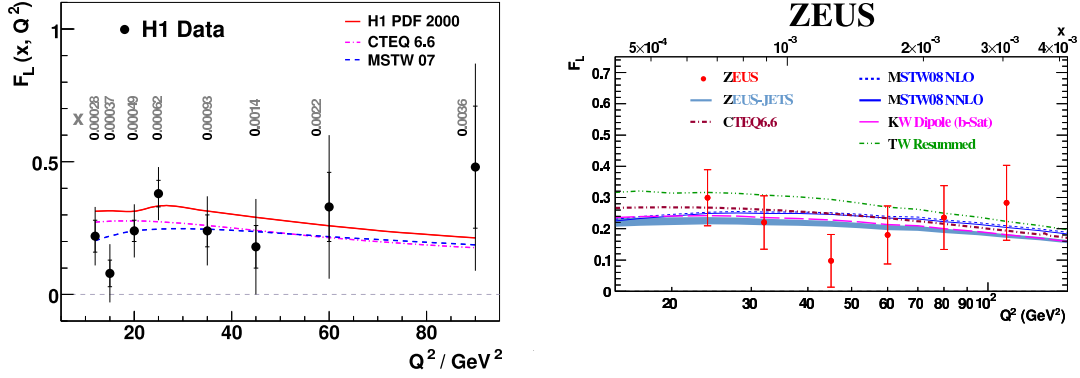 H1 Data
H1 PDF 2000
CTEQ 6.6
MSTW 07
F_L (x, Q²)
1
0.5
0
x
0.00028
0.00037
0.00049
0.00062
0.00093
0.0014
0.0022
0.0036
20
40
60
80
Q² / GeV²
ZEUS
x
5×10⁻⁴
10⁻³
2×10⁻³
3×10⁻³
4×10⁻³
F_L
0.7
0.6
0.5
0.4
0.3
0.2
0.1
0
ZEUS
ZEUS-JETS
CTEQ6.6
MSTW08 NLO
MSTW08 NNLO
KW Dipole (b-Sat)
TW Resummed
20
30
40
50
60
70
80
90
10²
Q² (GeV²)